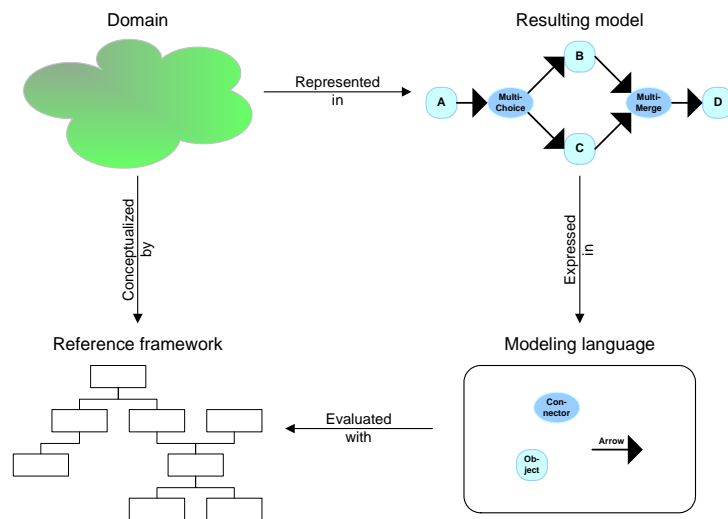 Domain
Resulting model
Represented
in
A
Multi-
Choice
B
C
Multi-
Merge
D
Conceptualized
by
Expressed
in
Reference framework
Modeling language
Evaluated
with
Con-
nector
Arrow
Ob-
ject